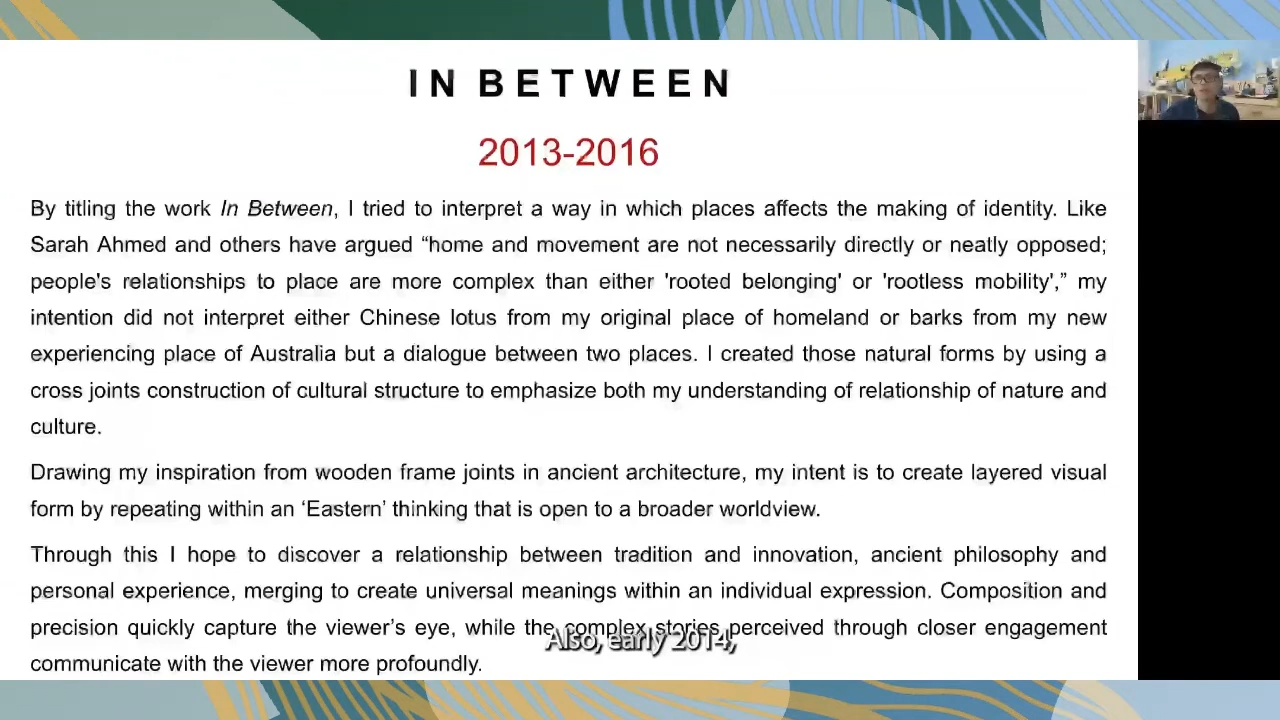 IN BETWEEN
2013-2016
By titling the work In Between, I tried to interpret a way in which places affects the making of identity. Like
Sarah Ahmed and others have argued “home and movement are not necessarily directly or neatly opposed;
people's relationships to place are more complex than either 'rooted belonging' or 'rootless mobility',” my
intention did not interpret either Chinese lotus from my original place of homeland or barks from my new
experiencing place of Australia but a dialogue between two places. I created those natural forms by using a
cross joints construction of cultural structure to emphasize both my understanding of relationship of nature and
culture.
Drawing my inspiration from wooden frame joints in ancient architecture, my intent is to create layered visual
form by repeating within an ‘Eastern’ thinking that is open to a broader worldview.
Through this I hope to discover a relationship between tradition and innovation, ancient philosophy and
personal experience, merging to create universal meanings within an individual expression. Composition and
precision quickly capture the viewer’s eye, while the complex stories perceived through closer engagement
Also, early 2014,
communicate with the viewer more profoundly.